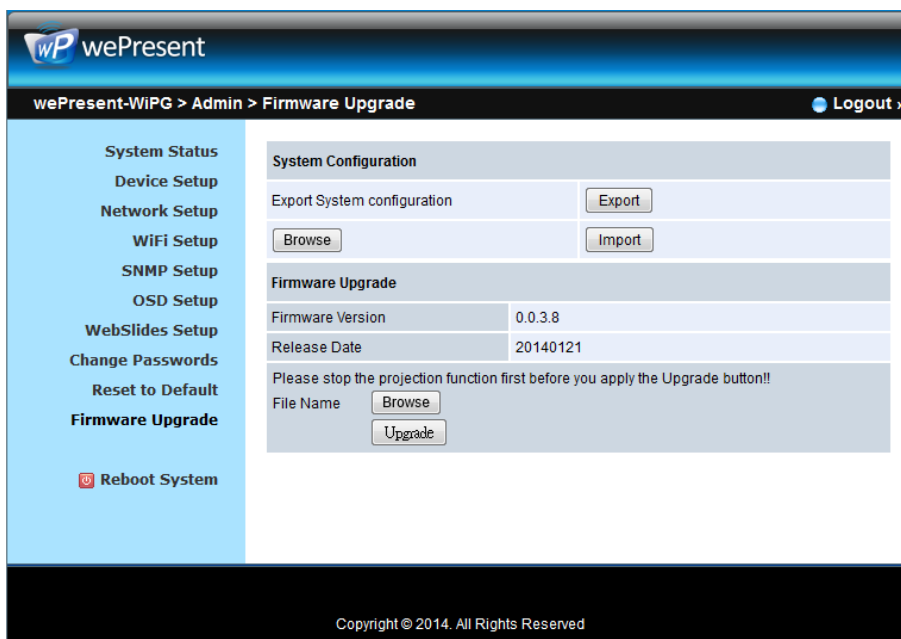 wP wePresent
wePresent-WiPG > Admin > Firmware Upgrade
Logout ›
System Status
Device Setup
Network Setup
WiFi Setup
SNMP Setup
OSD Setup
WebSlides Setup
Change Passwords
Reset to Default
Firmware Upgrade
Reboot System
System Configuration
Export System configuration Export
Browse Import
Firmware Upgrade
Firmware Version 0.0.3.8
Release Date 20140121
Please stop the projection function first before you apply the Upgrade button!!
File Name Browse
Upgrade
Copyright © 2014. All Rights Reserved